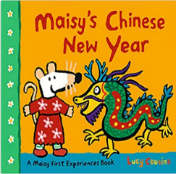 Maisy's Chinese
New Year
A Maisy First Experiences Book
Lucy Cousins